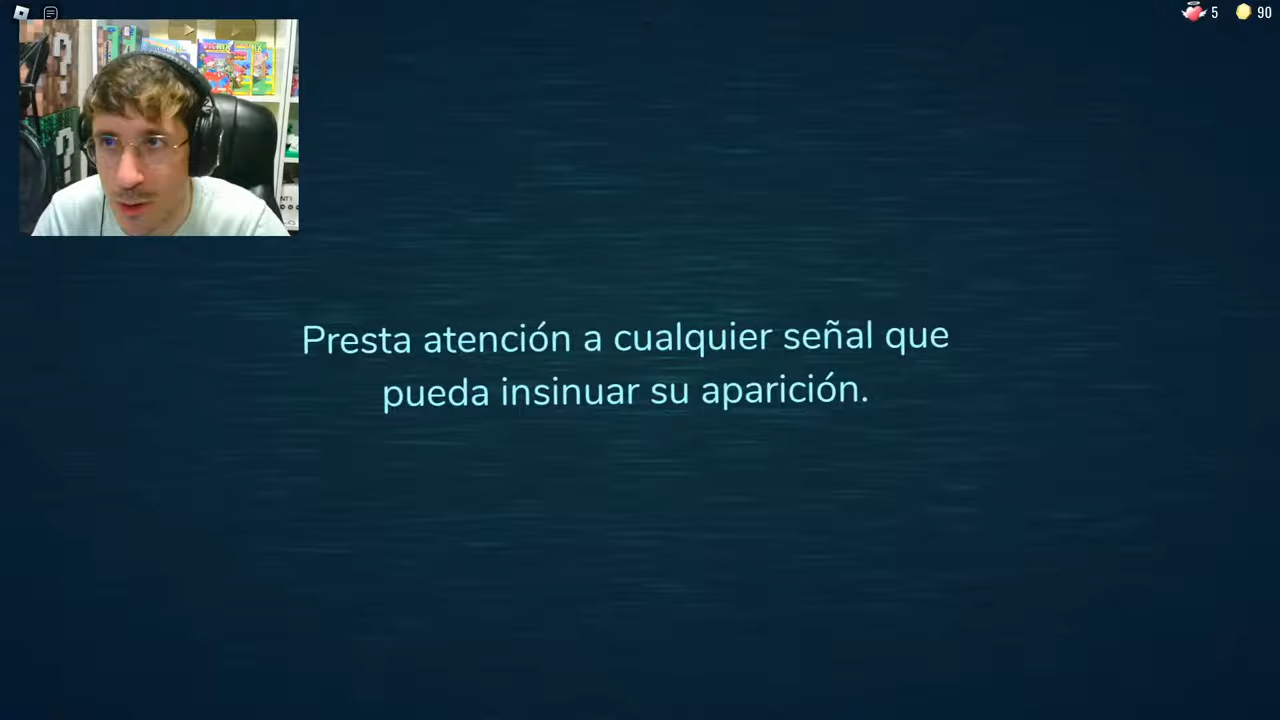 5
90
Presta atención a cualquier señal que
pueda insinuar su aparición.